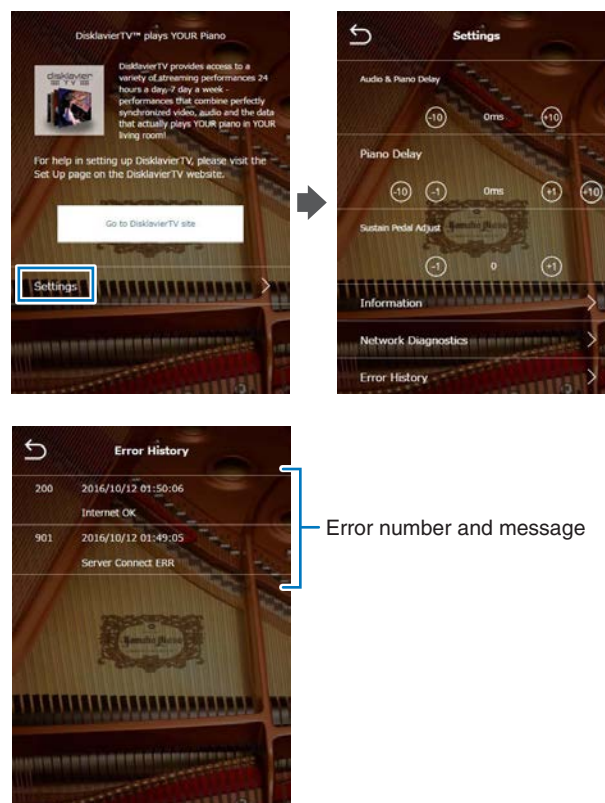 DisklavierTV™ plays YOUR Piano
disklavier
TV
DisklavierTV provides access to a
variety of streaming performances 24
hours a day, 7 day a week -
performances that combine perfectly
synchronized video, audio and the data
that actually plays YOUR piano in YOUR
living room!
For help in setting up DisklavierTV, please visit the
Set Up page on the DisklavierTV website.
Go to DisklavierTV site
Settings
Settings
Audio & Piano Delay
-10 0ms +10
Piano Delay
-10 -1 0ms +1 +10
Sustain Pedal Adjust
-1 0 +1
Information
Network Diagnostics
Error History
Error History
200 2016/10/12 01:50:06
Internet OK
901 2016/10/12 01:49:05
Server Connect ERR
Error number and message